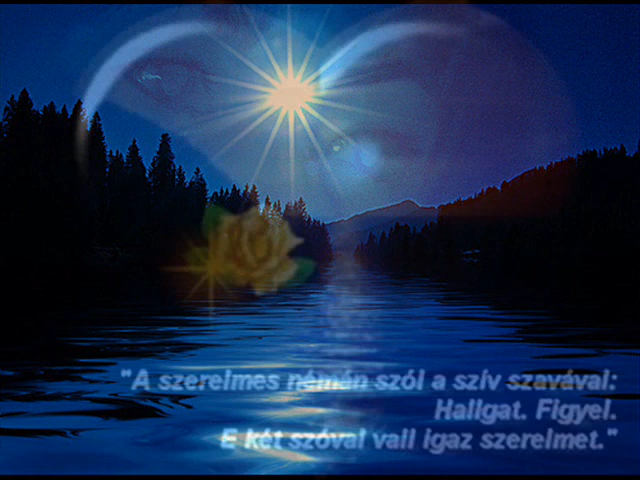 "A szerelmes némán szól a szív szavával:
Hallgat. Figyel.
E két szóval vall igaz szerelmet."